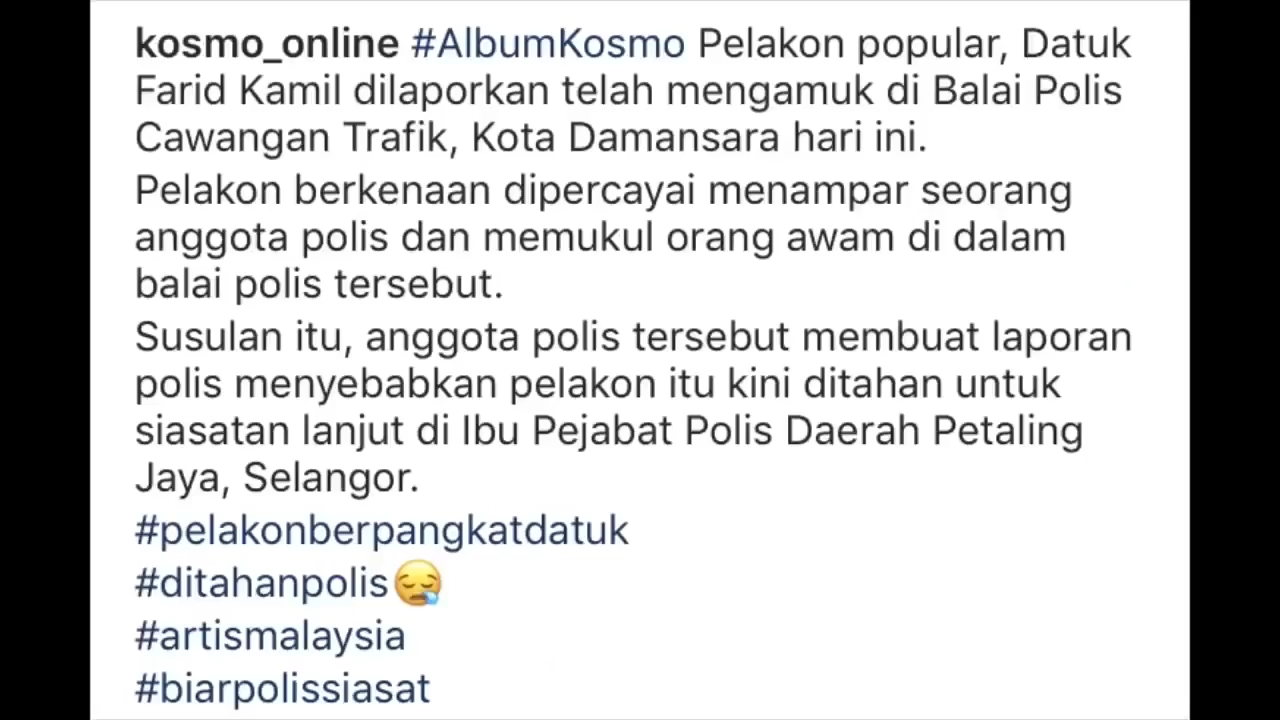 kosmo_online #AlbumKosmo Pelakon popular, Datuk
Farid Kamil dilaporkan telah mengamuk di Balai Polis
Cawangan Trafik, Kota Damansara hari ini.
Pelakon berkenaan dipercayai menampar seorang
anggota polis dan memukul orang awam di dalam
balai polis tersebut.
Susulan itu, anggota polis tersebut membuat laporan
polis menyebabkan pelakon itu kini ditahan untuk
siasatan lanjut di Ibu Pejabat Polis Daerah Petaling
Jaya, Selangor.
#pelakonberpangkatdatuk
#ditahanpolis😪
#artismalaysia
#biarpolissiasat